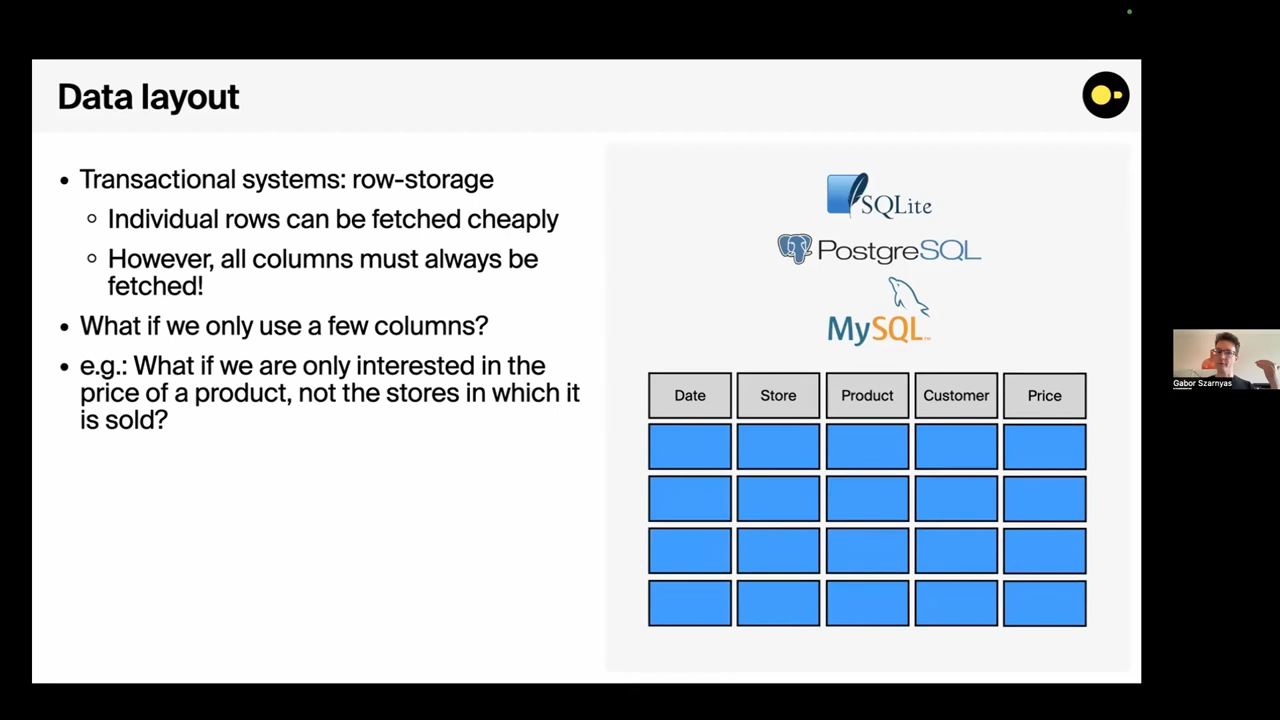 Data layout
• Transactional systems: row-storage
◦ Individual rows can be fetched cheaply
◦ However, all columns must always be
fetched!
• What if we only use a few columns?
• e.g.: What if we are only interested in the
price of a product, not the stores in which it
is sold?
SQLite
PostgreSQL
MySQL™
Date Store Product Customer Price
Gabor Szarnyas